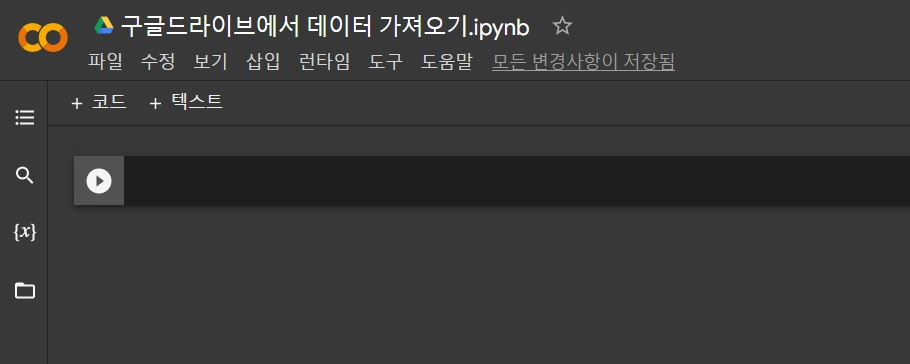 구글드라이브에서 데이터 가져오기.ipynb
파일 수정 보기 삽입 런타임 도구 도움말 모든 변경사항이 저장됨
+ 코드 + 텍스트
{x}